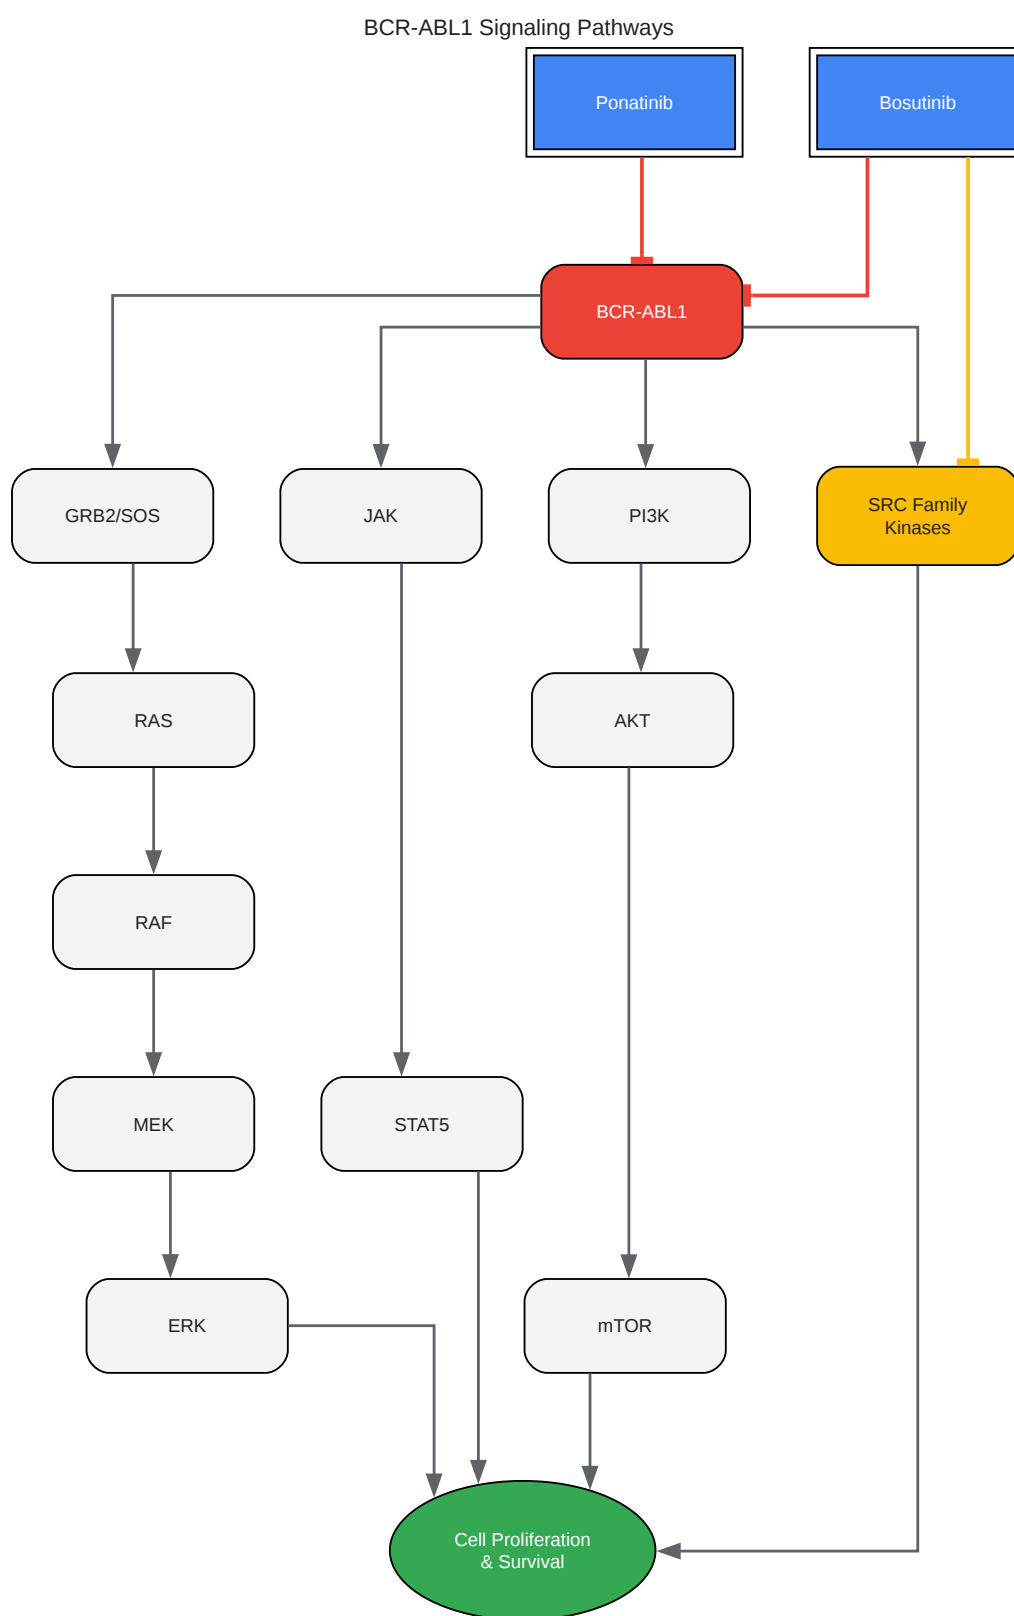 BCR-ABL1 Signaling Pathways
Ponatinib
Bosutinib
BCR-ABL1
GRB2/SOS
JAK
PI3K
SRC Family
Kinases
RAS
AKT
RAF
MEK
STAT5
ERK
mTOR
Cell Proliferation
& Survival